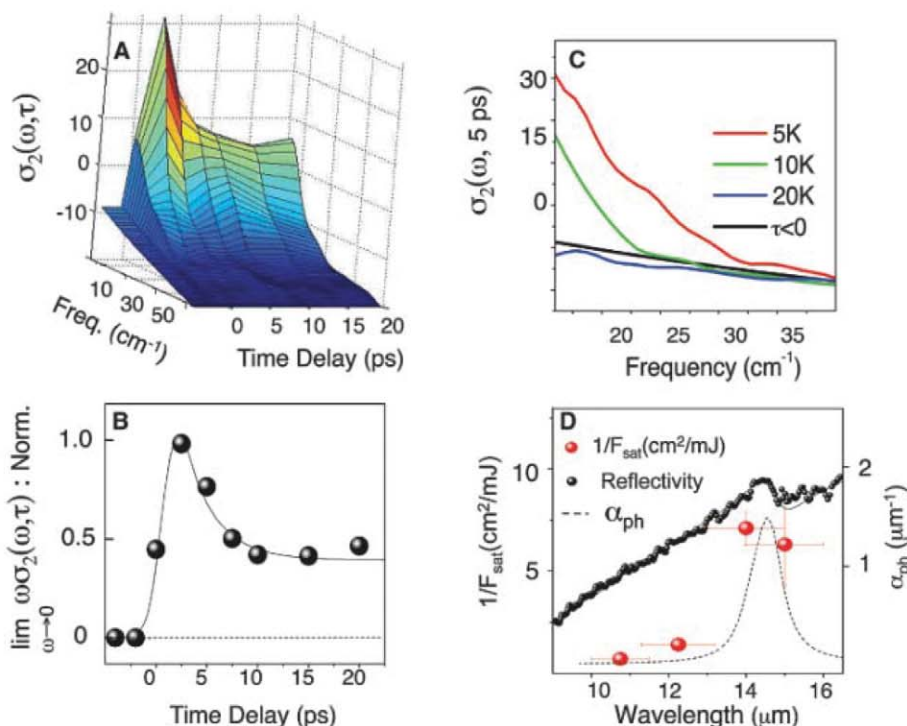 A
σ2(ω,τ)
20
10
0
-10
10
30
50
Freq. (cm-1)
0
5
10
15
20
Time Delay (ps)
B
lim ωσ2(ω,τ) : Norm.
ω→0
1.0
0.5
0
0
5
10
15
20
Time Delay (ps)
C
σ2(ω, 5 ps)
30
15
0
5K
10K
20K
τ<0
20
25
30
35
Frequency (cm-1)
D
1/Fsat(cm2/mJ)
Reflectivity
αph
1/Fsat(cm2/mJ)
10
5
2
1
αph (μm-1)
10
12
14
16
Wavelength (μm)